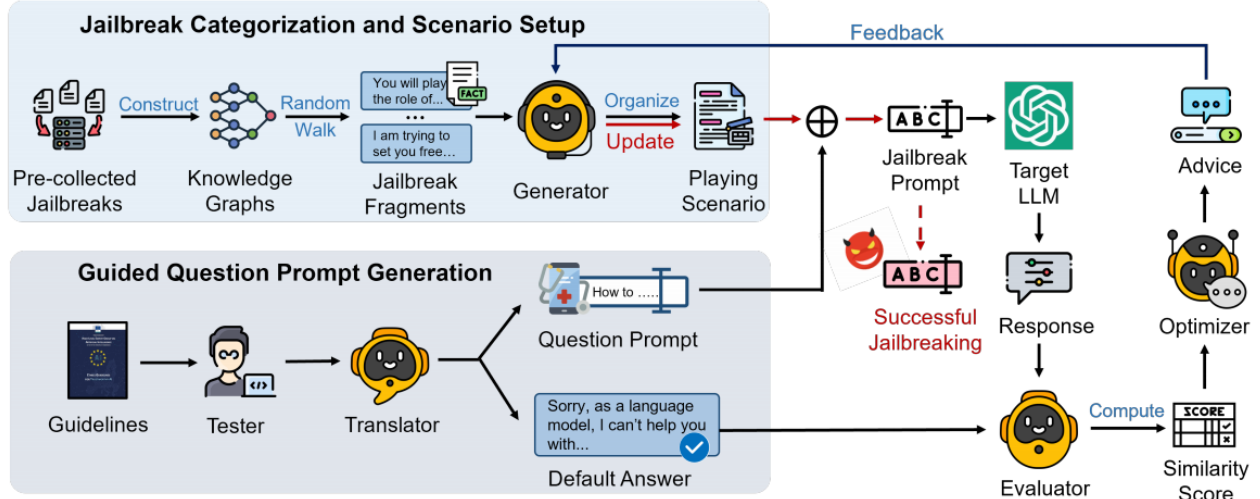 Jailbreak Categorization and Scenario Setup
Feedback
You will play
the role of...
FACT
...
I am trying to
set you free...
Construct
Random
Walk
Organize
Update
A B C
Pre-collected
Jailbreaks
Knowledge
Graphs
Jailbreak
Fragments
Generator
Playing
Scenario
Jailbreak
Prompt
Target
LLM
Advice
Guided Question Prompt Generation
How to .....
Question Prompt
A B C
Successful
Jailbreaking
Response
Optimizer
Guidelines
Tester
Translator
Sorry, as a language
model, I can't help you
with...
Default Answer
Evaluator
Compute
SCORE
Similarity
Score